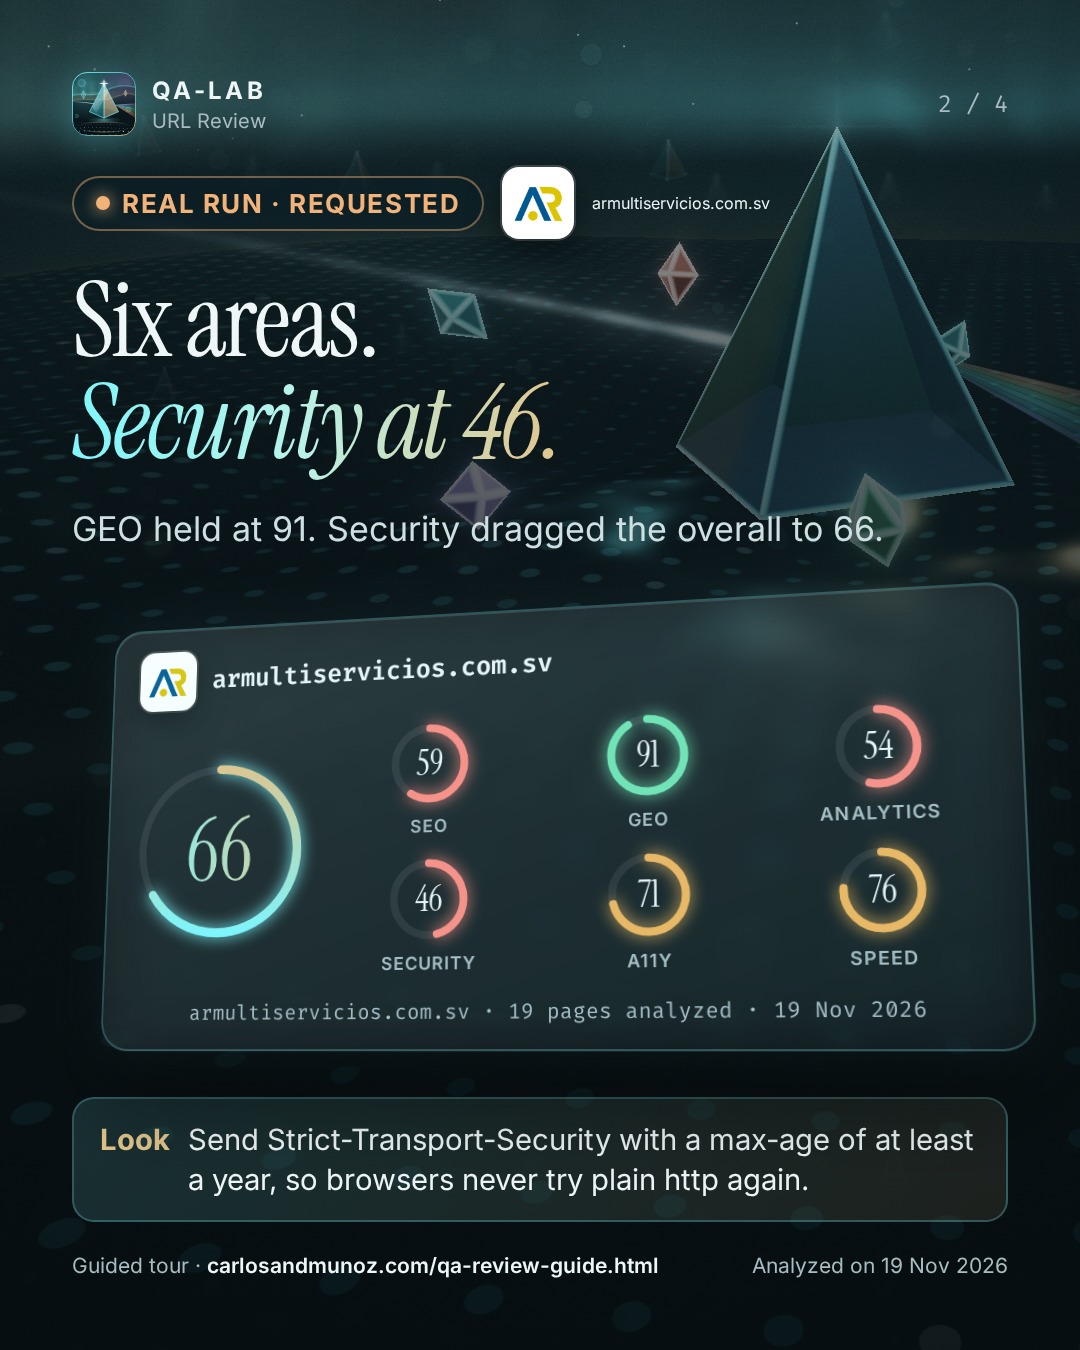 QA-LAB
URL Review
2 / 4
REAL RUN · REQUESTED
AR
armultiservicios.com.sv
Six areas.
Security at 46.
GEO held at 91. Security dragged the overall to 66.
AR
armultiservicios.com.sv
66
59
SEO
91
GEO
54
ANALYTICS
46
SECURITY
71
A11Y
76
SPEED
armultiservicios.com.sv · 19 pages analyzed · 19 Nov 2026
Look Send Strict-Transport-Security with a max-age of at least
a year, so browsers never try plain http again.
Guided tour · carlosandmunoz.com/qa-review-guide.html
Analyzed on 19 Nov 2026